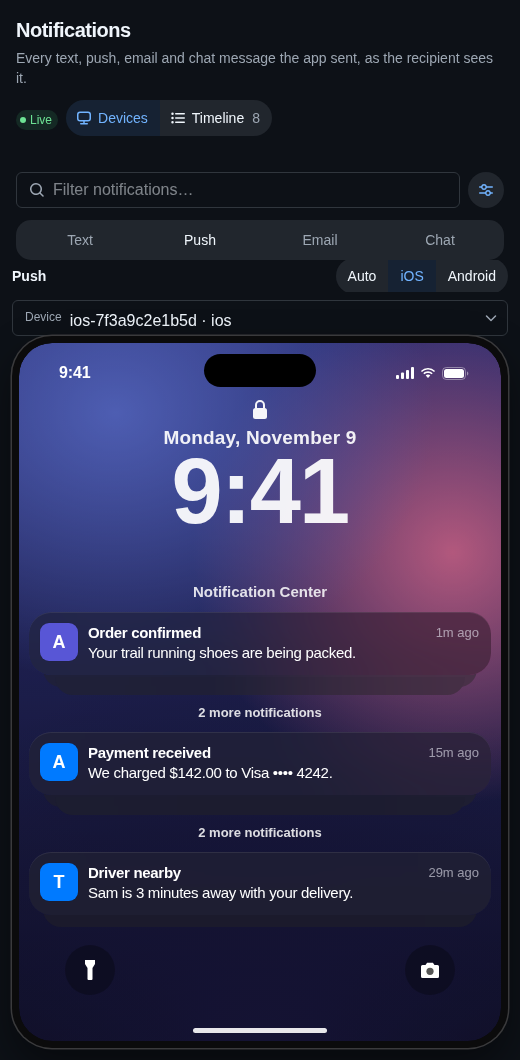 Notifications
Every text, push, email and chat message the app sent, as the recipient sees
it.
Live
Devices
Timeline 8
Filter notifications…
Text
Push
Email
Chat
Push
Auto
iOS
Android
Device ios-7f3a9c2e1b5d · ios
9:41
Monday, November 9
9:41
Notification Center
A
Order confirmed
1m ago
Your trail running shoes are being packed.
2 more notifications
A
Payment received
15m ago
We charged $142.00 to Visa •••• 4242.
2 more notifications
T
Driver nearby
29m ago
Sam is 3 minutes away with your delivery.